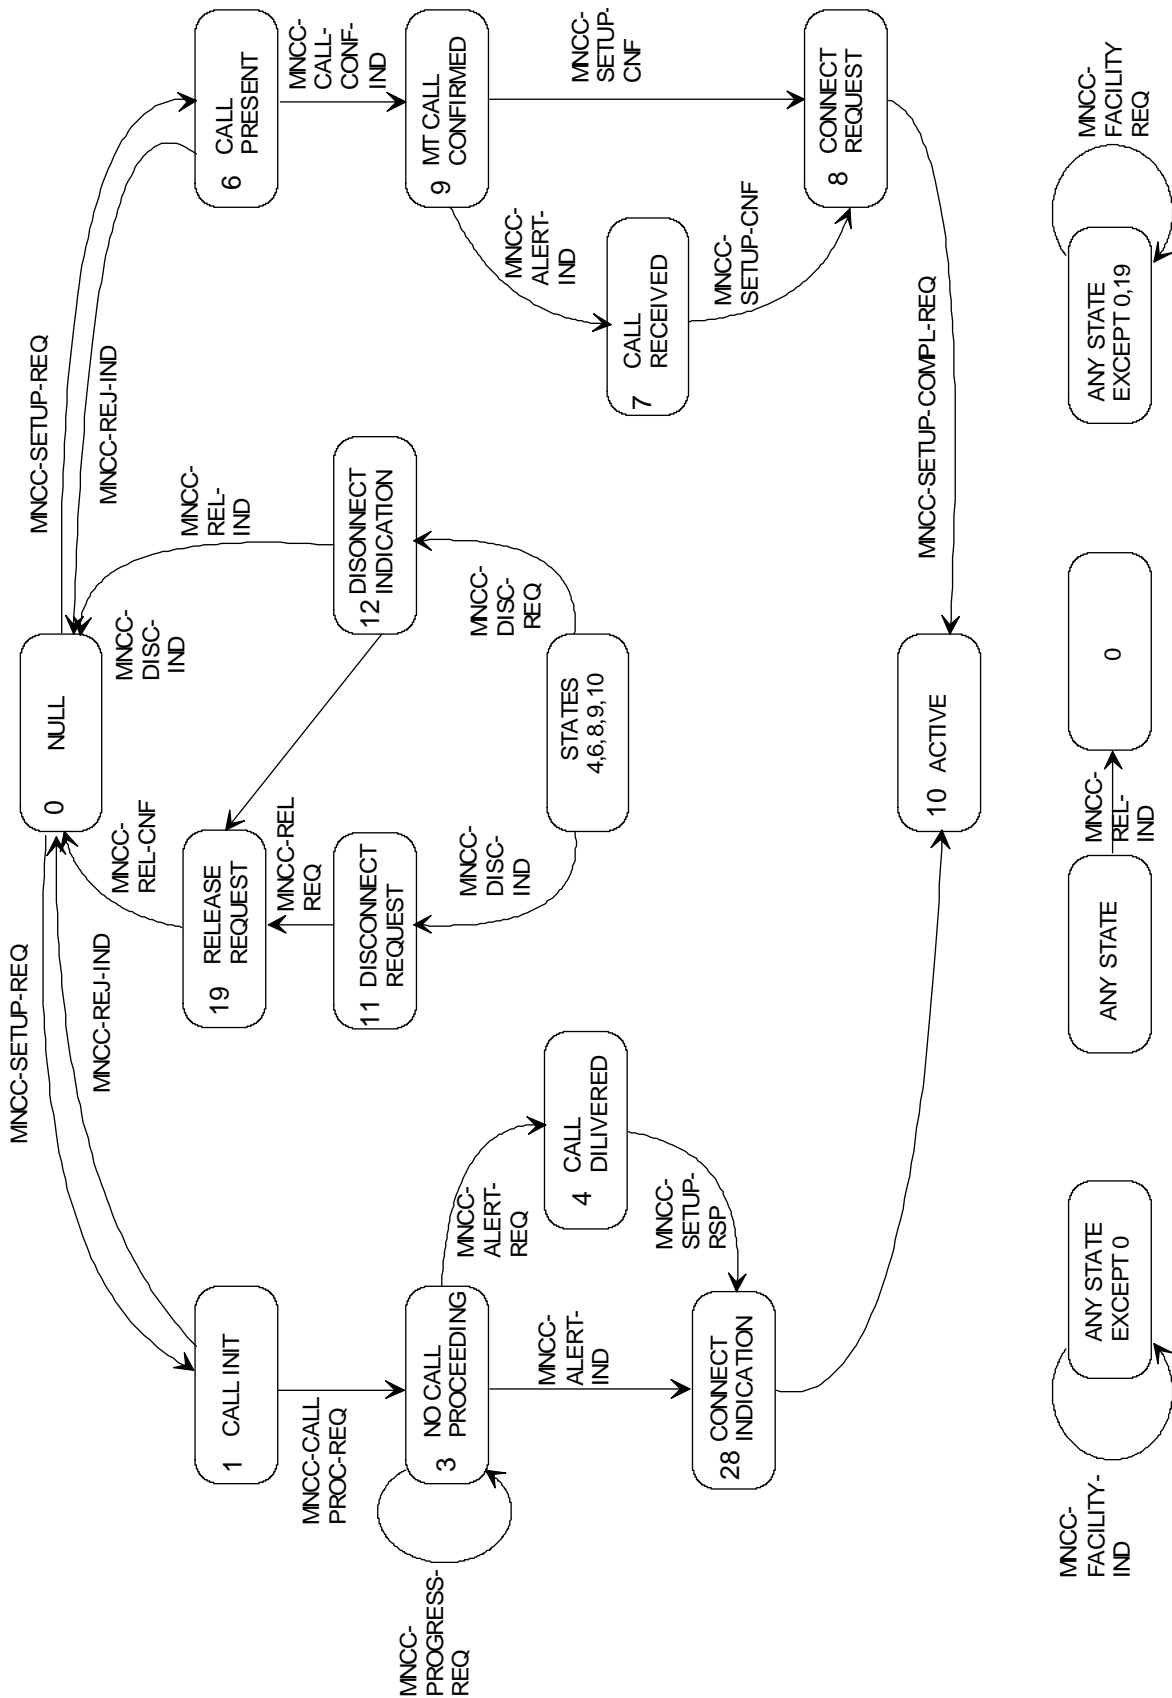 MNCC-SETUP-REQ
MNCC-REJ-IND
0 NULL
MNCC-SETUP-REQ
MNCC-REJ-IND
MNCC-
REL-CNF
MNCC-
DISC-
IND
1 CALL INIT
19 RELEASE
REQUEST
MNCC-
REL-
IND
6 CALL
PRESENT
MNCC-CALL
PROC-REQ
MNCC-REL
REQ
MNCC-
CALL-
CONF-
IND
11 DISCONNECT
REQUEST
12 DISONNECT
INDICATION
MNCC-
PROGRESS-
REQ
3 NO CALL
PROCEEDING
MNCC-
ALERT-
REQ
MNCC-
DISC-
IND
MNCC-
DISC-
REQ
9 MT CALL
CONFIRMED
MNCC-
ALERT-
IND
MNCC-
ALERT-
IND
4 CALL
DILIVERED
STATES
4,6,8,9,10
MNCC-
SETUP-
CNF
7 CALL
RECEIVED
MNCC-
SETUP-
RSP
MNCC-
SETUP-CNF
28 CONNECT
INDICATION
8 CONNECT
REQUEST
10 ACTIVE
MNCC-SETUP-COMPL-REQ
MNCC-
FACILITY-
IND
ANY STATE
EXCEPT 0
ANY STATE
MNCC-
REL-
IND
0
ANY STATE
EXCEPT 0,19
MNCC-
FACILITY
REQ